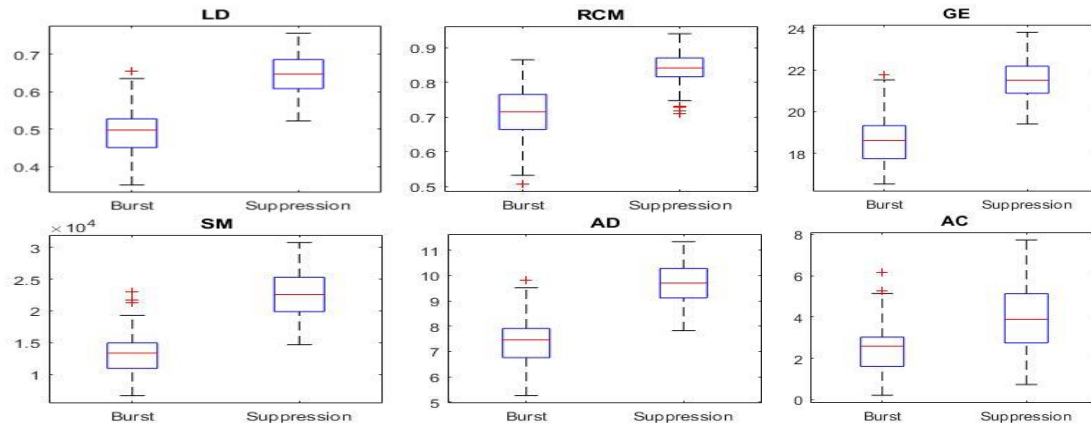 LD
0.7
0.6
0.5
0.4
Burst
Suppression
RCM
0.9
0.8
0.7
0.6
0.5
Burst
Suppression
GE
24
22
20
18
Burst
Suppression
× 10⁴
SM
3
2.5
2
1.5
1
Burst
Suppression
AD
11
10
9
8
7
6
5
Burst
Suppression
AC
8
6
4
2
0
Burst
Suppression